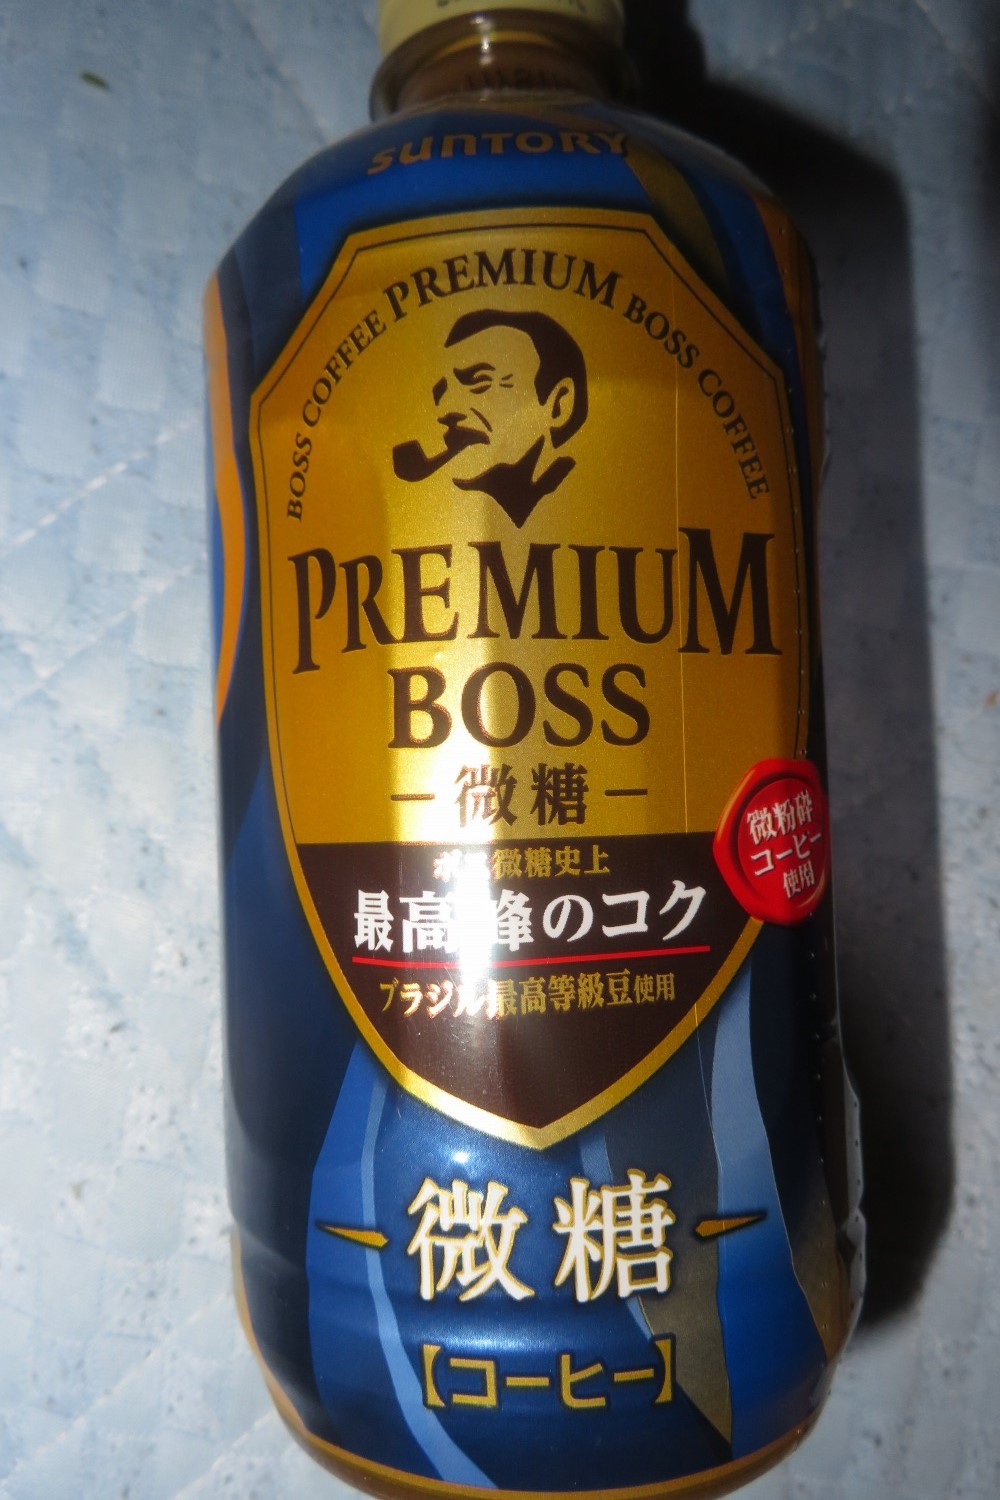 SUNTORY
BOSS COFFEE PREMIUM BOSS COFFEE
PREMIUM
BOSS
微糖
微粉砕
コーヒー
使用
ボス微糖史上
最高峰のコク
ブラジル最高等級豆使用
微糖
【コーヒー】